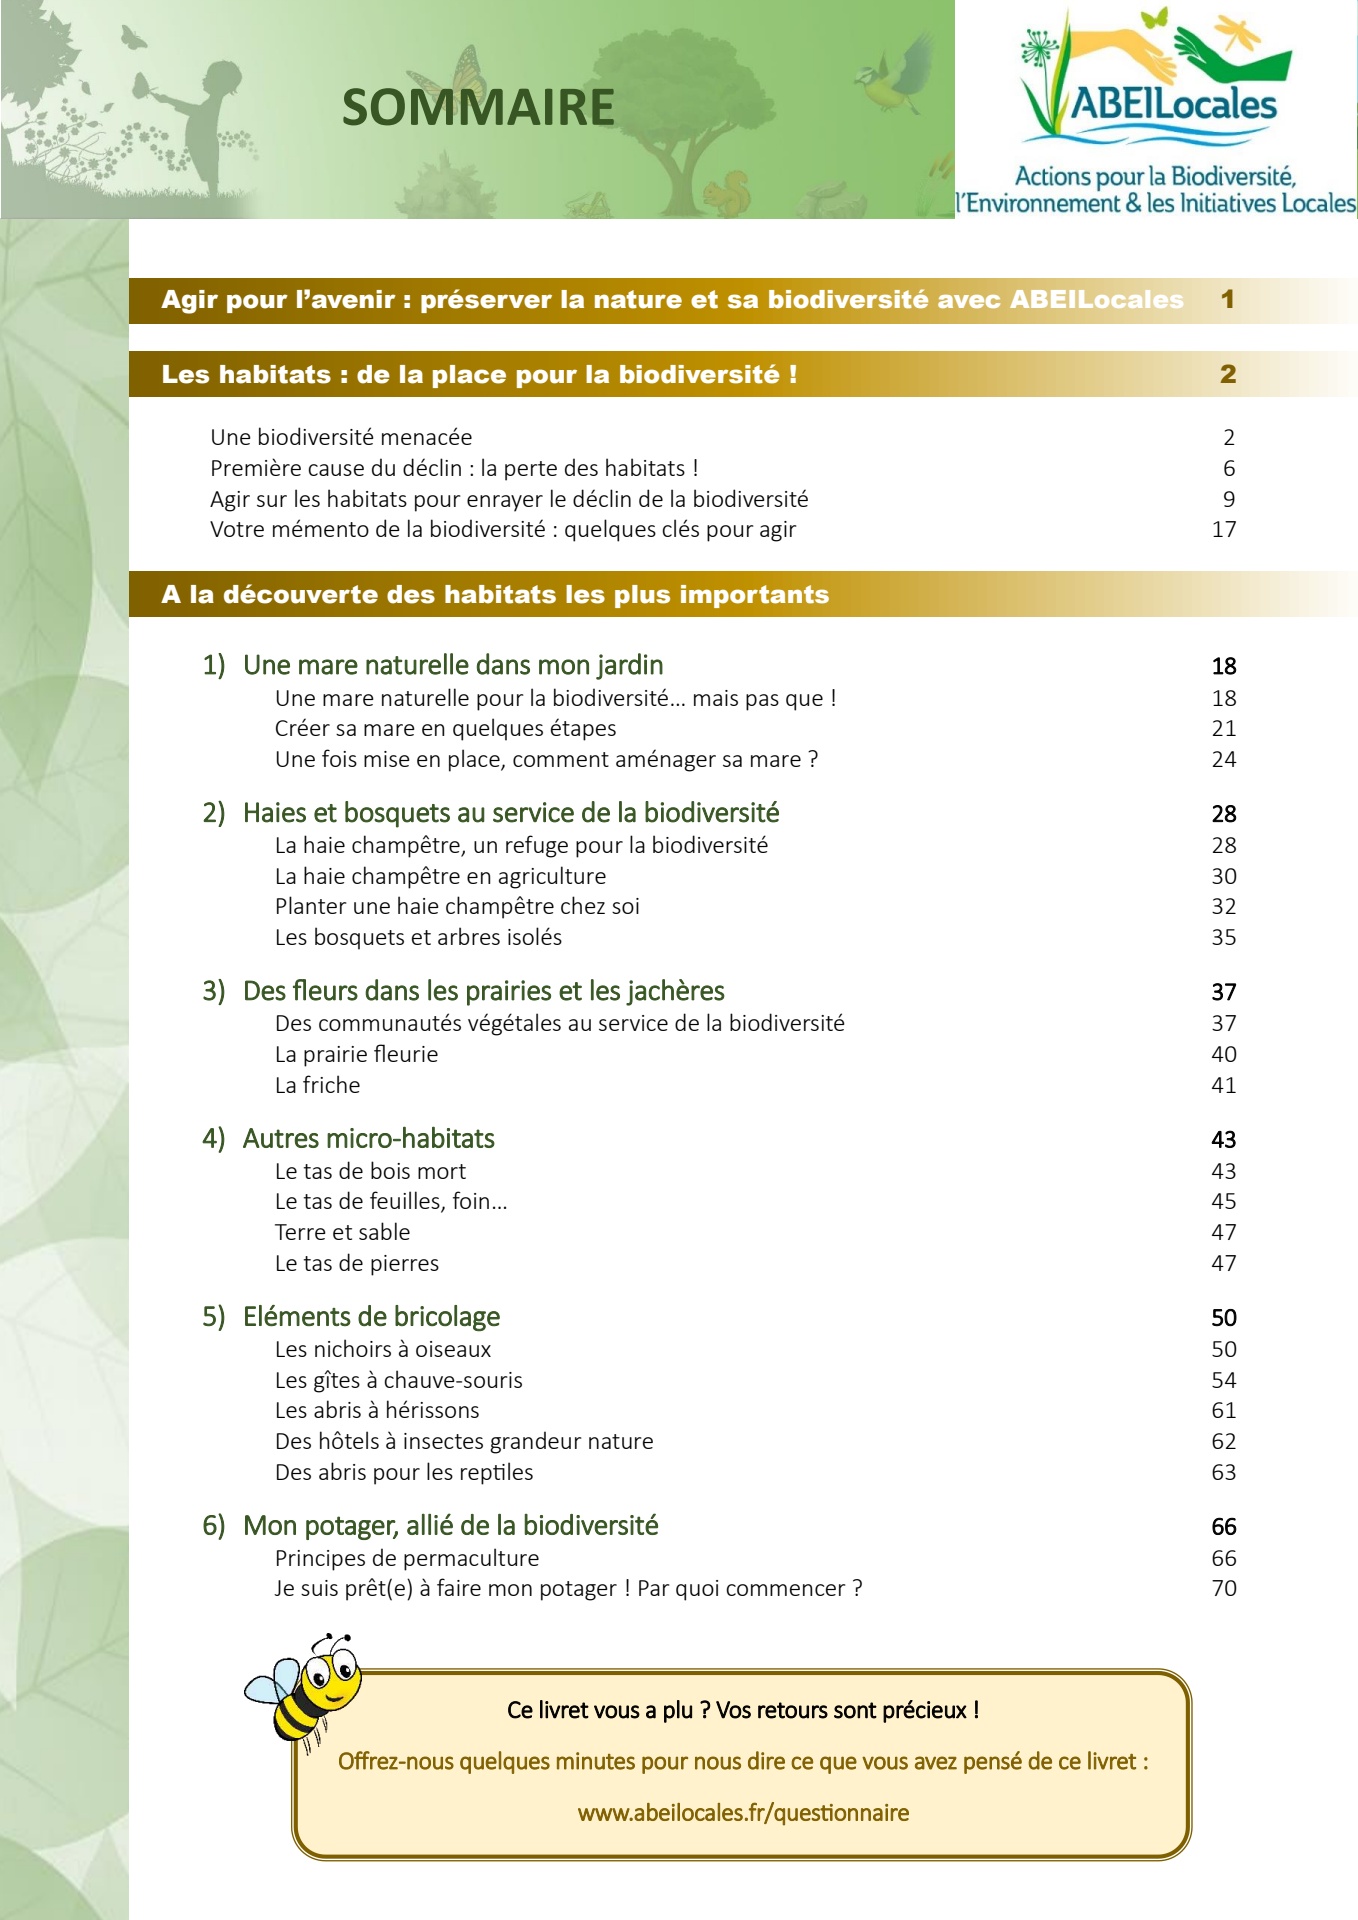 SOMMAIRE
ABEILocales
Actions pour la Biodiversité,
l'Environnement & les Initiatives Locales
Agir pour l’avenir : préserver la nature et sa biodiversité avec ABEILocales 1
Les habitats : de la place pour la biodiversité ! 2
Une biodiversité menacée 2
Première cause du déclin : la perte des habitats ! 6
Agir sur les habitats pour enrayer le déclin de la biodiversité 9
Votre mémento de la biodiversité : quelques clés pour agir 17
A la découverte des habitats les plus importants
1) Une mare naturelle dans mon jardin 18
Une mare naturelle pour la biodiversité... mais pas que ! 18
Créer sa mare en quelques étapes 21
Une fois mise en place, comment aménager sa mare ? 24
2) Haies et bosquets au service de la biodiversité 28
La haie champêtre, un refuge pour la biodiversité 28
La haie champêtre en agriculture 30
Planter une haie champêtre chez soi 32
Les bosquets et arbres isolés 35
3) Des fleurs dans les prairies et les jachères 37
Des communautés végétales au service de la biodiversité 37
La prairie fleurie 40
La friche 41
4) Autres micro-habitats 43
Le tas de bois mort 43
Le tas de feuilles, foin... 45
Terre et sable 47
Le tas de pierres 47
5) Eléments de bricolage 50
Les nichoirs à oiseaux 50
Les gîtes à chauve-souris 54
Les abris à hérissons 61
Des hôtels à insectes grandeur nature 62
Des abris pour les reptiles 63
6) Mon potager, allié de la biodiversité 66
Principes de permaculture 66
Je suis prêt(e) à faire mon potager ! Par quoi commencer ? 70
Ce livret vous a plu ? Vos retours sont précieux !
Offrez-nous quelques minutes pour nous dire ce que vous avez pensé de ce livret :
www.abeilocales.fr/questionnaire